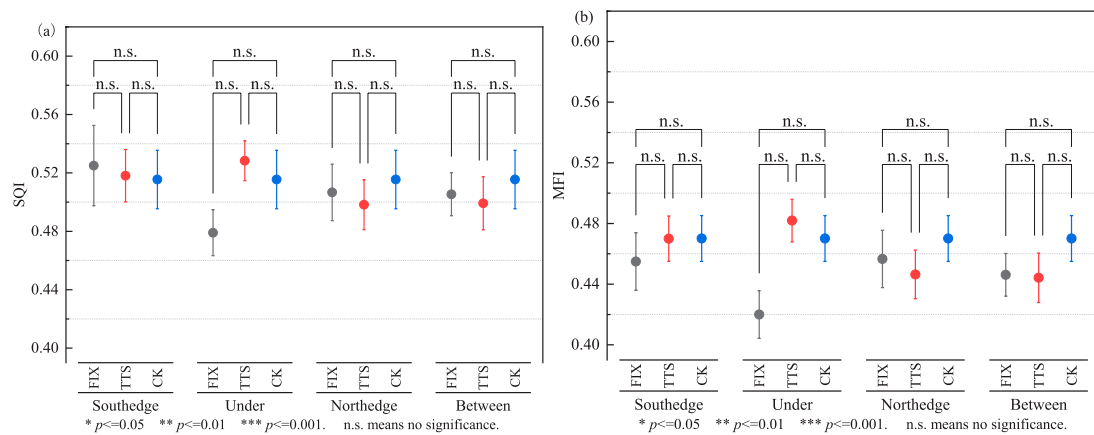 (a)
SQI
0.60
0.56
0.52
0.48
0.44
0.40
n.s. n.s. n.s. n.s.
n.s. n.s. n.s. n.s. n.s. n.s. n.s. n.s.
FIX TTS CK FIX TTS CK FIX TTS CK FIX TTS CK
Southedge Under Northedge Between
* p<=0.05 ** p<=0.01 *** p<=0.001. n.s. means no significance.
(b)
MFI
0.60
0.56
0.52
0.48
0.44
0.40
n.s. n.s. n.s. n.s.
n.s. n.s. n.s. n.s. n.s. n.s. n.s. n.s.
FIX TTS CK FIX TTS CK FIX TTS CK FIX TTS CK
Southedge Under Northedge Between
* p<=0.05 ** p<=0.01 *** p<=0.001. n.s. means no significance.